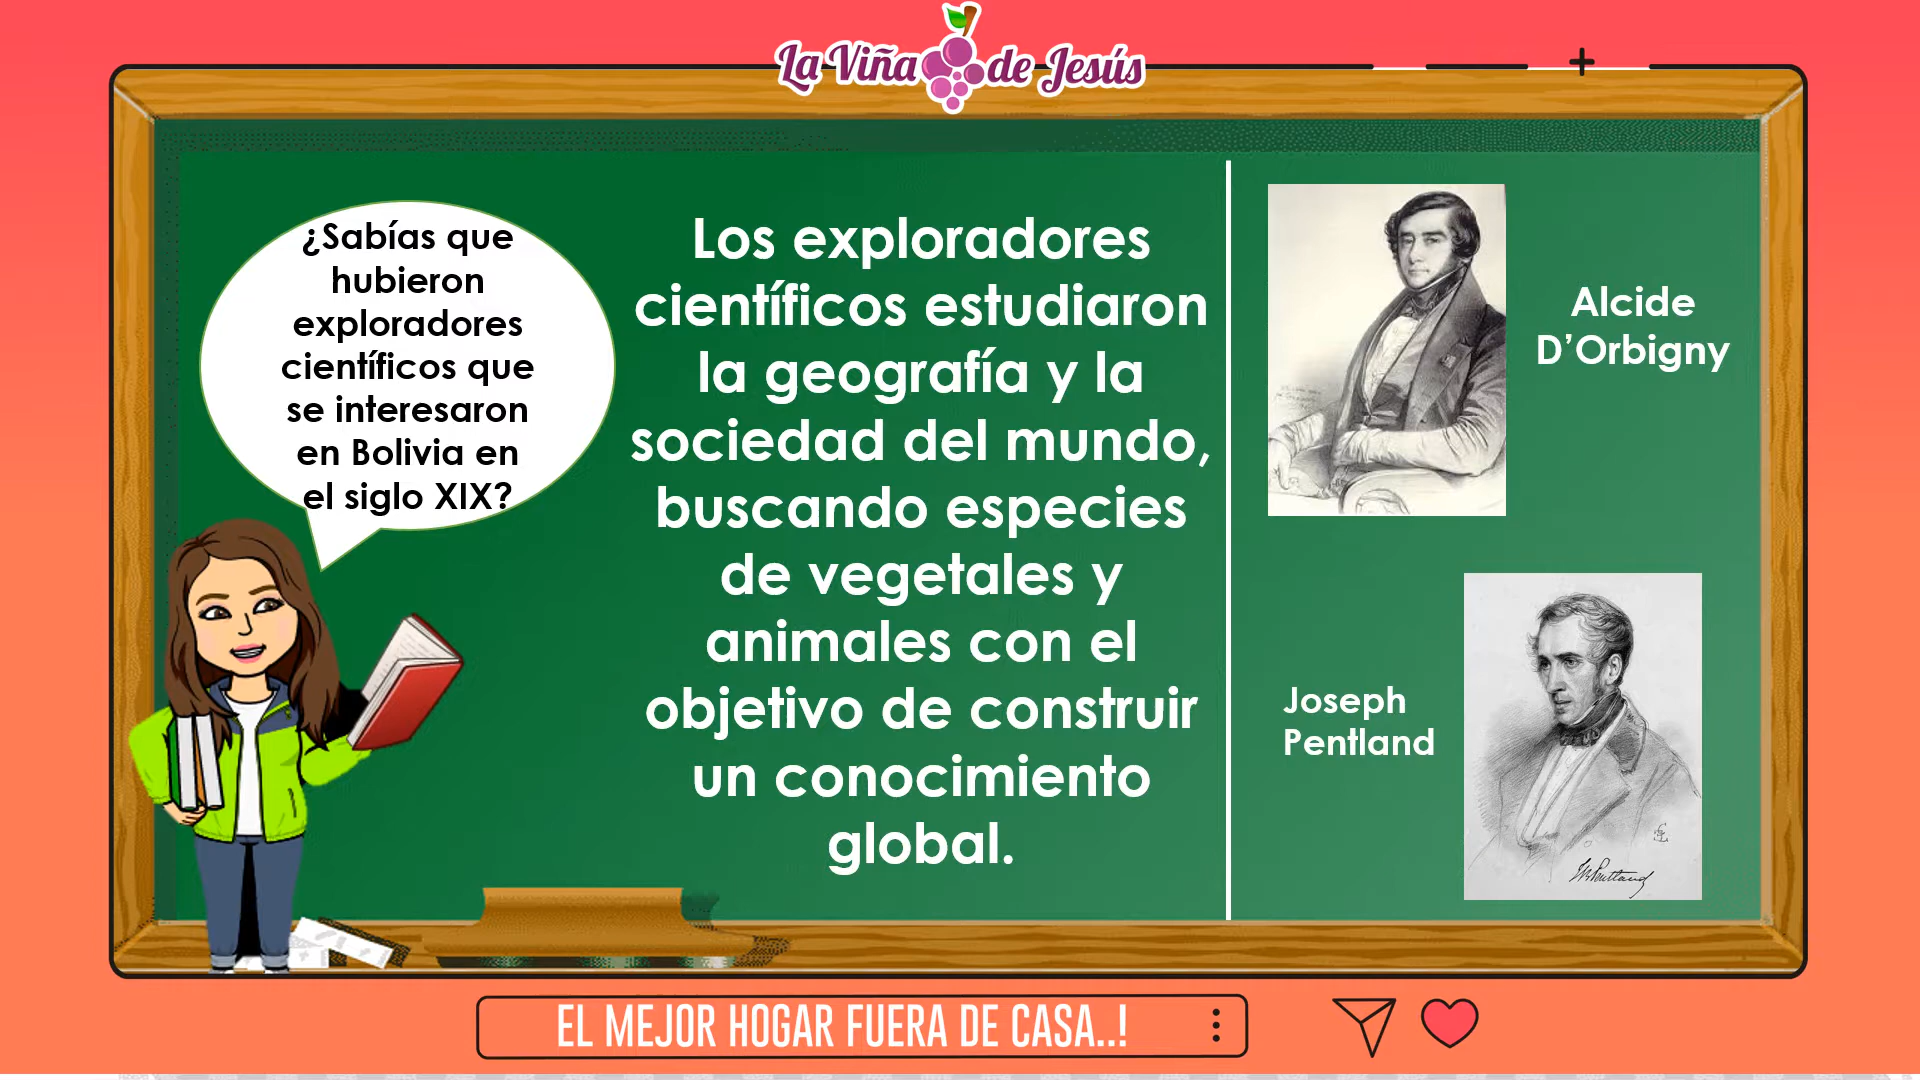 La Viña de Jesús
¿Sabías que
hubieron
exploradores
científicos que
se interesaron
en Bolivia en
el siglo XIX?
Los exploradores
científicos estudiaron
la geografía y la
sociedad del mundo,
buscando especies
de vegetales y
animales con el
objetivo de construir
un conocimiento
global.
Alcide
D’Orbigny
Joseph
Pentland
EL MEJOR HOGAR FUERA DE CASA..!